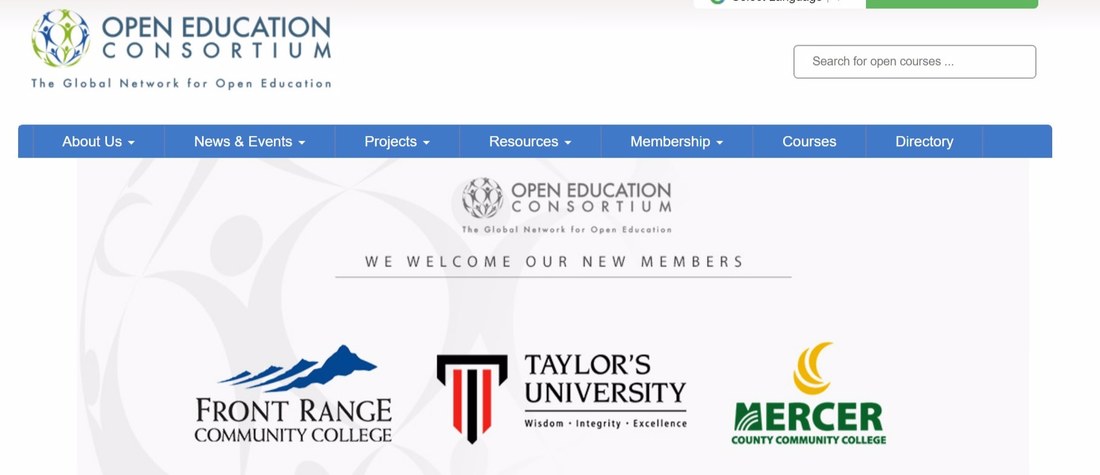 Select Language
OPEN EDUCATION
CONSORTIUM
The Global Network for Open Education
Search for open courses ...
About Us
News & Events
Projects
Resources
Membership
Courses
Directory
OPEN EDUCATION
CONSORTIUM
The Global Network for Open Education
WE WELCOME OUR NEW MEMBERS
FRONT RANGE
COMMUNITY COLLEGE
TAYLOR'S
UNIVERSITY
Wisdom · Integrity · Excellence
MERCER
COUNTY COMMUNITY COLLEGE